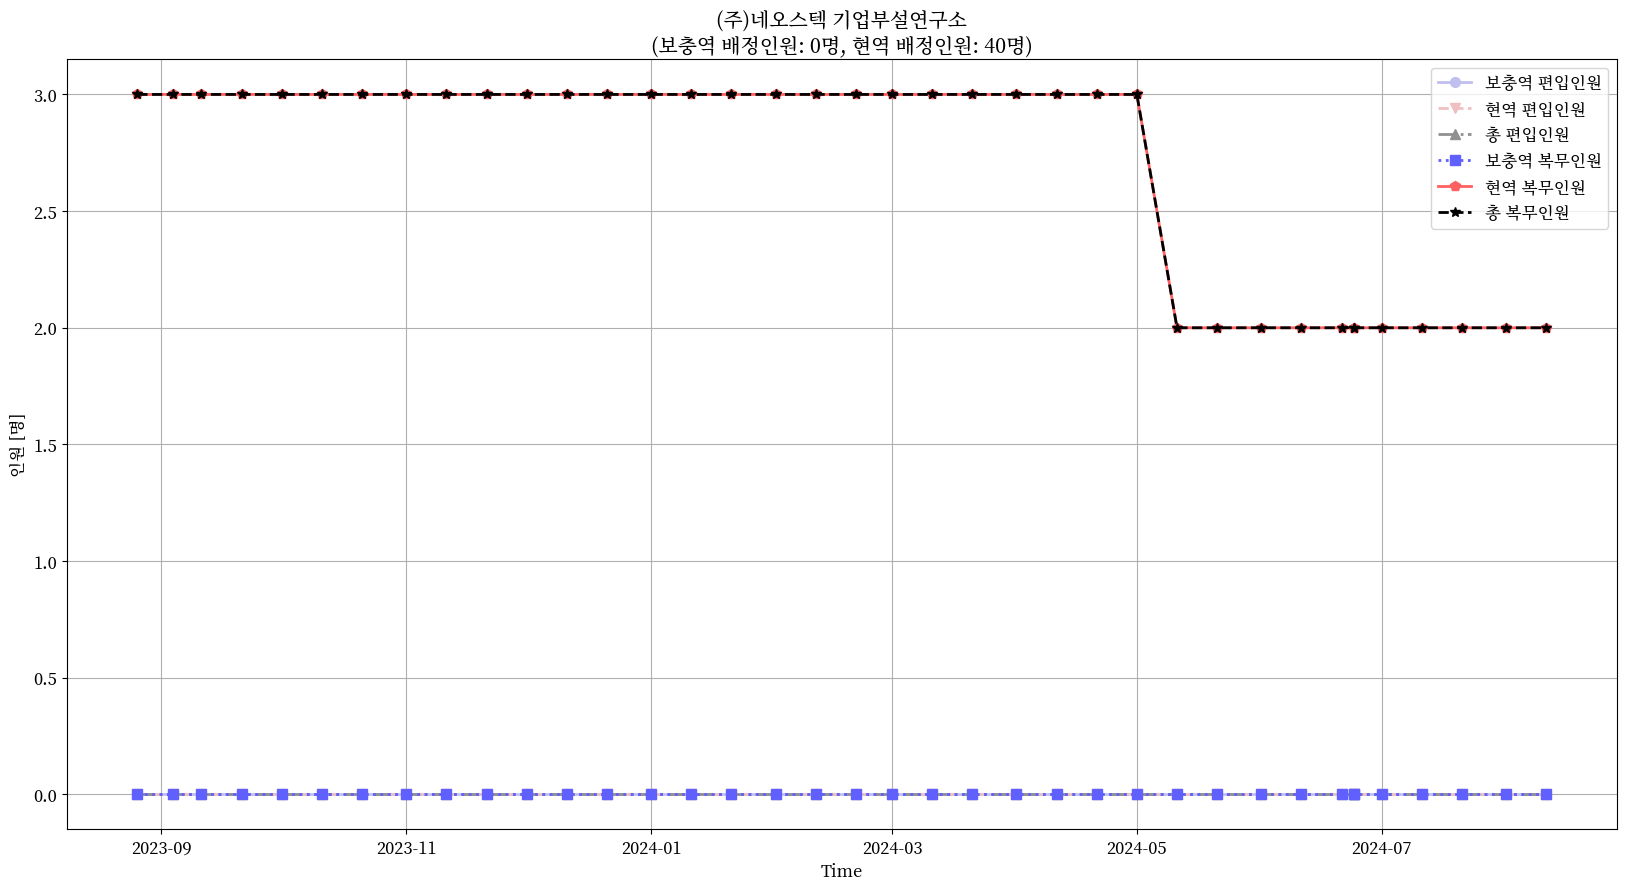 (주)네오스텍 기업부설연구소
(보충역 배정인원: 0명, 현역 배정인원: 40명)
보충역 편입인원
현역 편입인원
총 편입인원
보충역 복무인원
현역 복무인원
총 복무인원
3.0
2.5
2.0
1.5
1.0
0.5
0.0
인원 [명]
2023-09
2023-11
2024-01
2024-03
2024-05
2024-07
Time